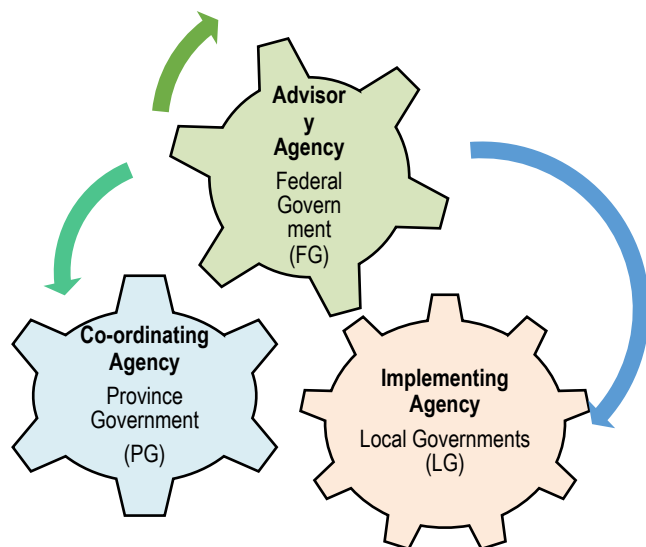 Advisor
y
Agency
Federal
Govern
ment
(FG)
Co-ordinating
Agency
Province
Government
(PG)
Implementing
Agency
Local Governments
(LG)